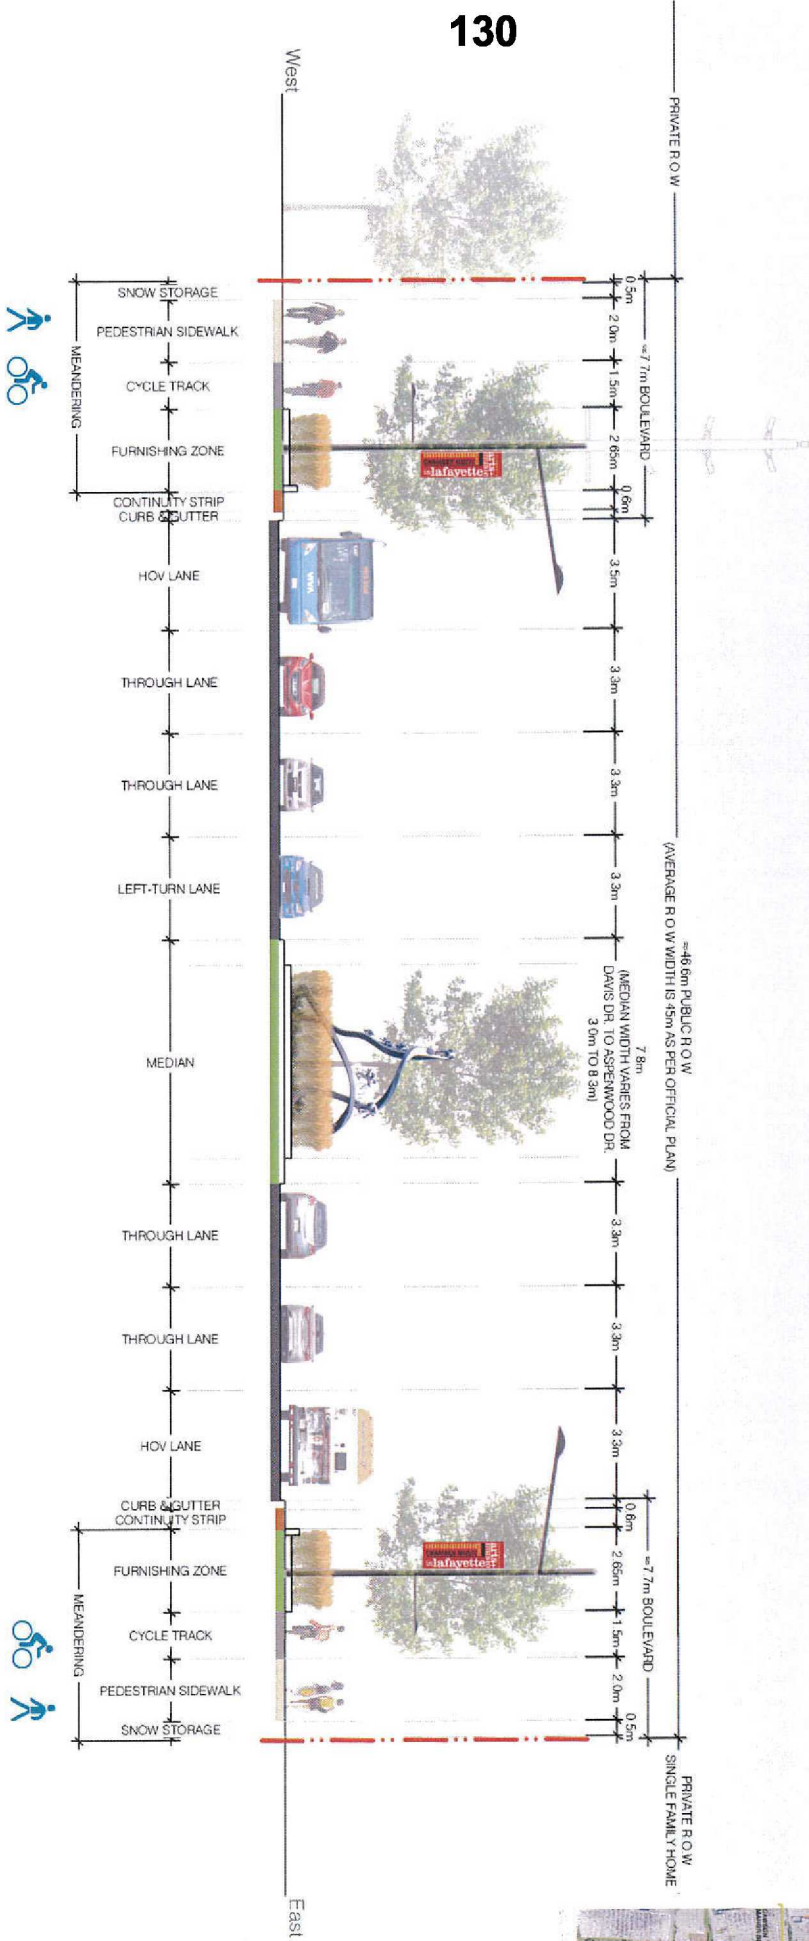 130
West
East
PRIVATE R.O.W
≈46.6m PUBLIC R.O.W
(AVERAGE R.O.W WIDTH IS 45m AS PER OFFICIAL PLAN)
PRIVATE R.O.W
SINGLE FAMILY HOME
≈7.7m BOULEVARD
7.8m
(MEDIAN WIDTH VARIES FROM
DAVIS DR. TO ASPENWOOD DR.
3.0m TO 8.3m)
≈7.7m BOULEVARD
0.5m
2.0m
1.5m
2.65m
0.6m
3.5m
3.3m
3.3m
3.3m
3.3m
3.3m
3.3m
0.6m
2.65m
1.5m
2.0m
0.5m
lafayette
VIVA
lafayette
SNOW STORAGE
PEDESTRIAN SIDEWALK
CYCLE TRACK
FURNISHING ZONE
CONTINUITY STRIP
CURB & GUTTER
HOV LANE
THROUGH LANE
THROUGH LANE
LEFT-TURN LANE
MEDIAN
THROUGH LANE
THROUGH LANE
HOV LANE
CURB & GUTTER
CONTINUITY STRIP
FURNISHING ZONE
CYCLE TRACK
PEDESTRIAN SIDEWALK
SNOW STORAGE
MEANDERING
MEANDERING